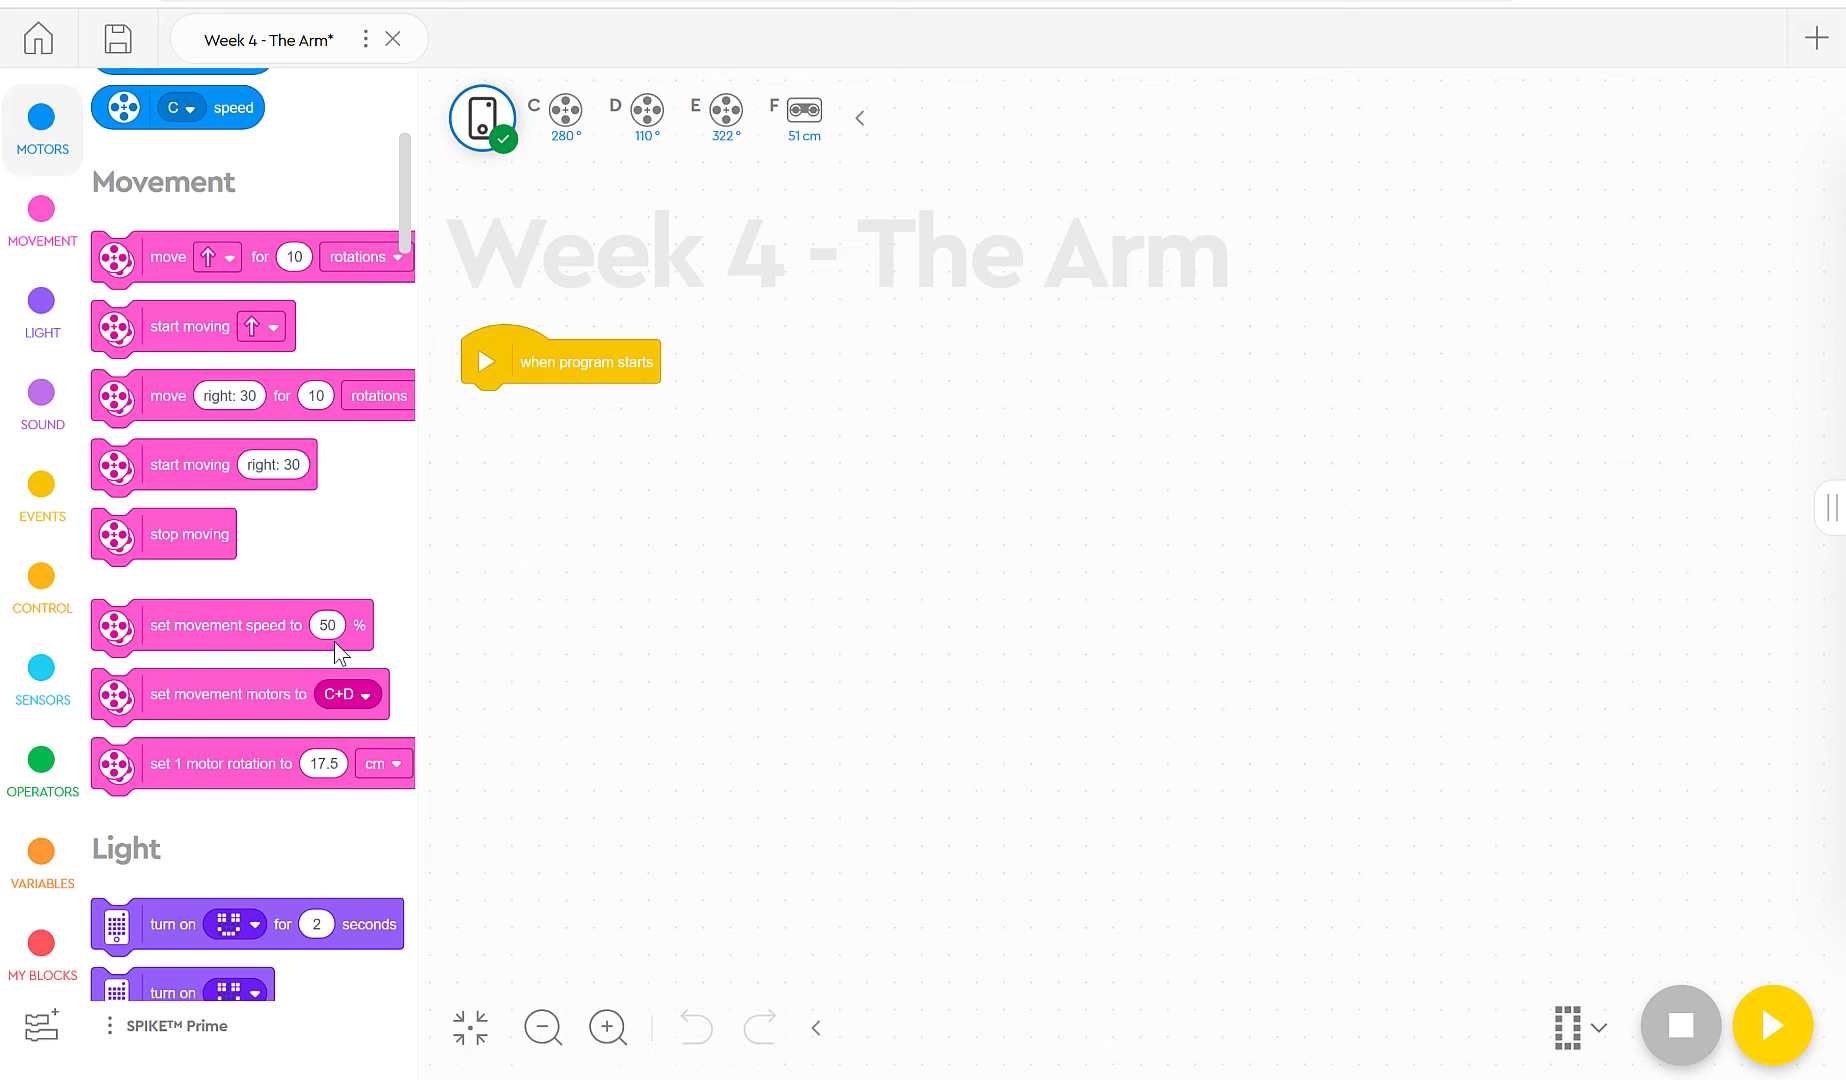 Week 4 - The Arm*
C speed
MOTORS
Movement
MOVEMENT
move for 10 rotations
start moving
LIGHT
move right: 30 for 10 rotations
SOUND
start moving right: 30
EVENTS
stop moving
CONTROL
set movement speed to 50 %
SENSORS
set movement motors to C+D
OPERATORS
set 1 motor rotation to 17.5 cm
Light
VARIABLES
turn on for 2 seconds
MY BLOCKS
turn on
SPIKE™ Prime
C D E F
280° 110° 322° 51 cm
Week 4 - The Arm
when program starts